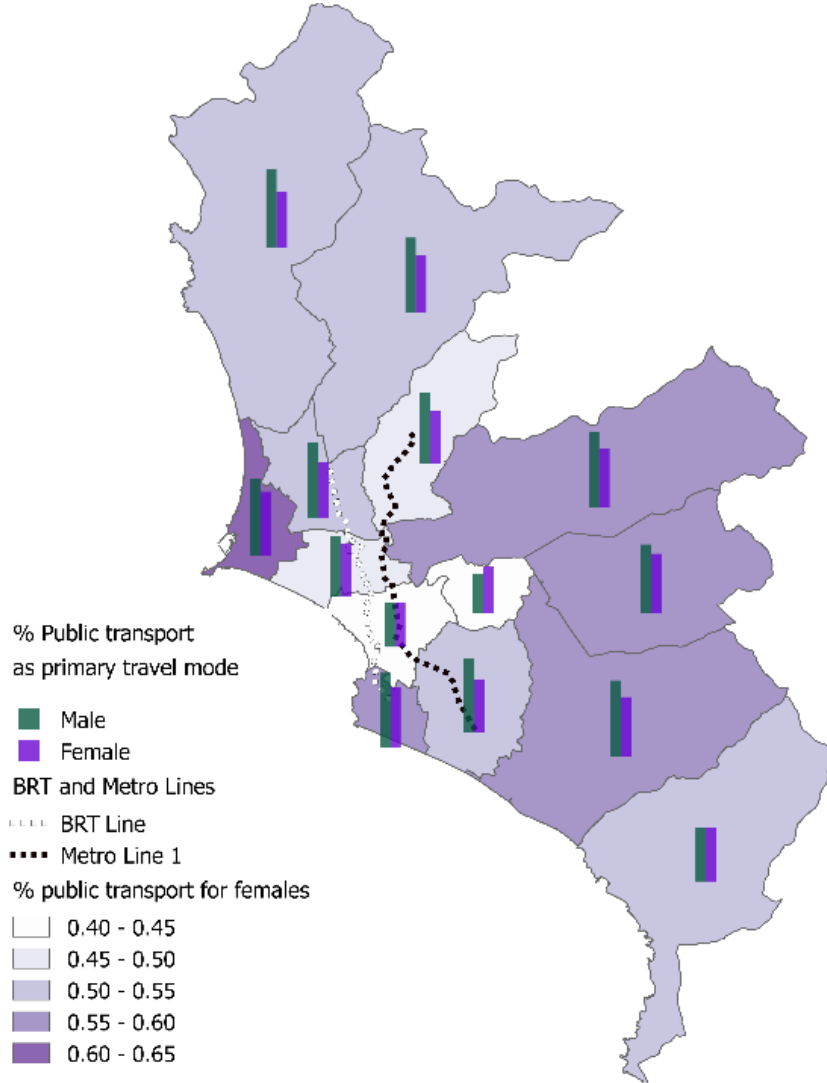 % Public transport
as primary travel mode
Male
Female
BRT and Metro Lines
BRT Line
Metro Line 1
% public transport for females
0.40 - 0.45
0.45 - 0.50
0.50 - 0.55
0.55 - 0.60
0.60 - 0.65